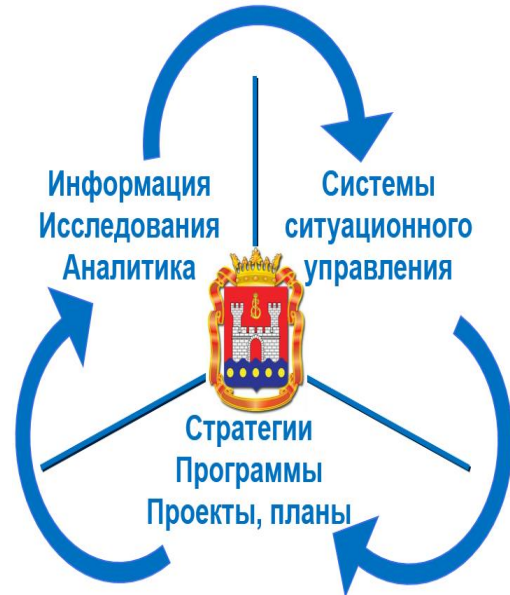 Информация
Исследования
Аналитика
Системы
ситуационного
управления
Стратегии
Программы
Проекты, планы